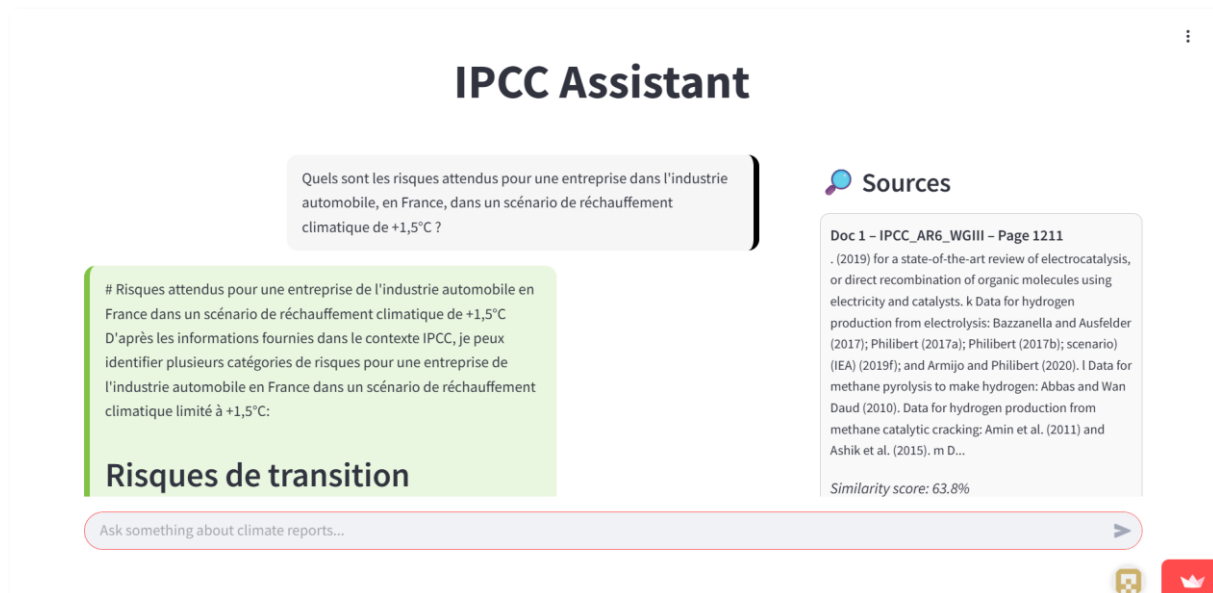 IPCC Assistant
Quels sont les risques attendus pour une entreprise dans l'industrie
automobile, en France, dans un scénario de réchauffement
climatique de +1,5°C ?
# Risques attendus pour une entreprise de l'industrie automobile en
France dans un scénario de réchauffement climatique de +1,5°C
D'après les informations fournies dans le contexte IPCC, je peux
identifier plusieurs catégories de risques pour une entreprise de
l'industrie automobile en France dans un scénario de réchauffement
climatique limité à +1,5°C:
Risques de transition
Sources
Doc 1 – IPCC_AR6_WGIII – Page 1211
. (2019) for a state-of-the-art review of electrocatalysis,
or direct recombination of organic molecules using
electricity and catalysts. k Data for hydrogen
production from electrolysis: Bazzanella and Ausfelder
(2017); Philibert (2017a); Philibert (2017b); scenario)
(IEA) (2019f); and Armijo and Philibert (2020). l Data for
methane pyrolysis to make hydrogen: Abbas and Wan
Daud (2010). Data for hydrogen production from
methane catalytic cracking: Amin et al. (2011) and
Ashik et al. (2015). m D...
Similarity score: 63.8%
Ask something about climate reports...